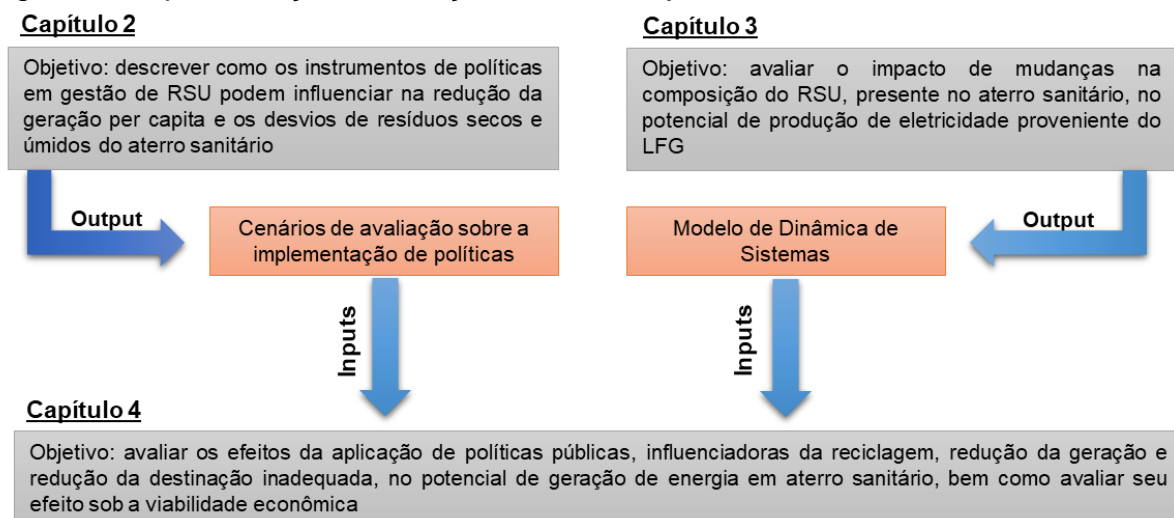 Capítulo 2
Objetivo: descrever como os instrumentos de políticas
em gestão de RSU podem influenciar na redução da
geração per capita e os desvios de resíduos secos e
úmidos do aterro sanitário
Output
Cenários de avaliação sobre a
implementação de políticas
Inputs
Capítulo 3
Objetivo: avaliar o impacto de mudanças na
composição do RSU, presente no aterro sanitário, no
potencial de produção de eletricidade proveniente do
LFG
Output
Modelo de Dinâmica de
Sistemas
Inputs
Capítulo 4
Objetivo: avaliar os efeitos da aplicação de políticas públicas, influenciadoras da reciclagem, redução da geração e
redução da destinação inadequada, no potencial de geração de energia em aterro sanitário, bem como avaliar seu
efeito sob a viabilidade econômica